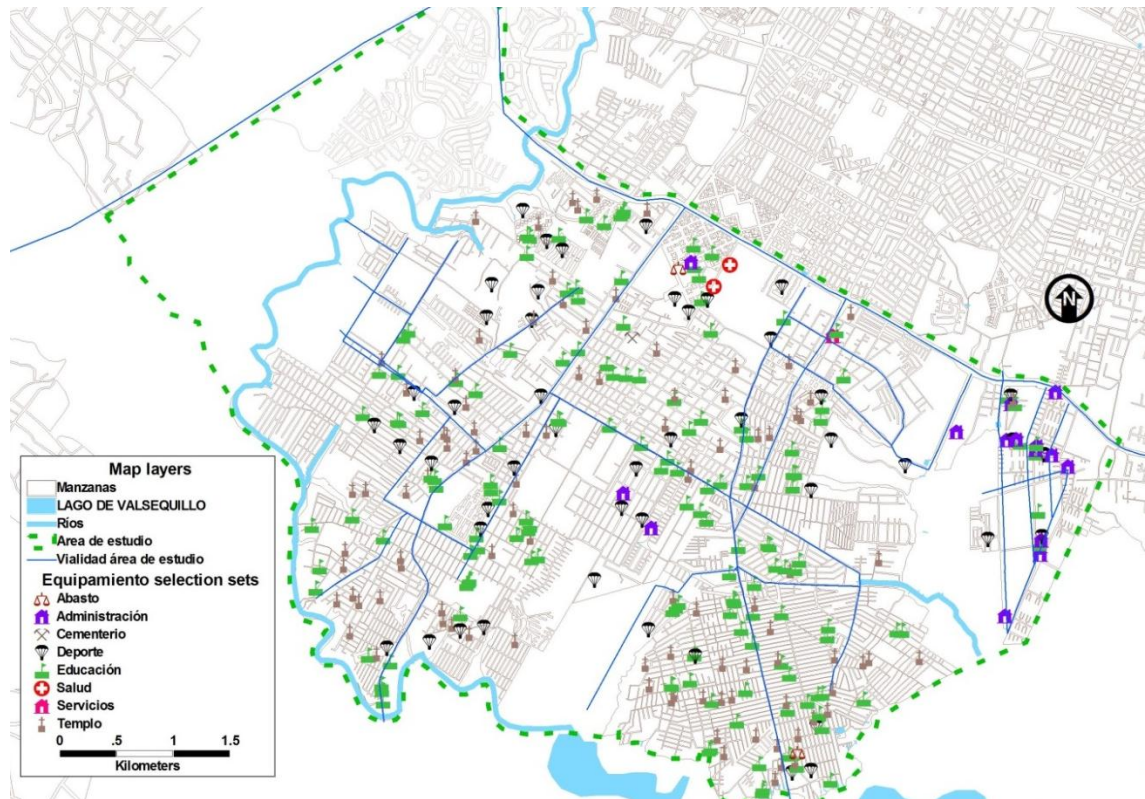 N
Map layers
Manzanas
LAGO DE VALSEQUILLO
Ríos
Area de estudio
Vialidad área de estudio
Equipamiento selection sets
Abasto
Administración
Cementerio
Deporte
Educación
Salud
Servicios
Templo
0 .5 1 1.5
Kilometers